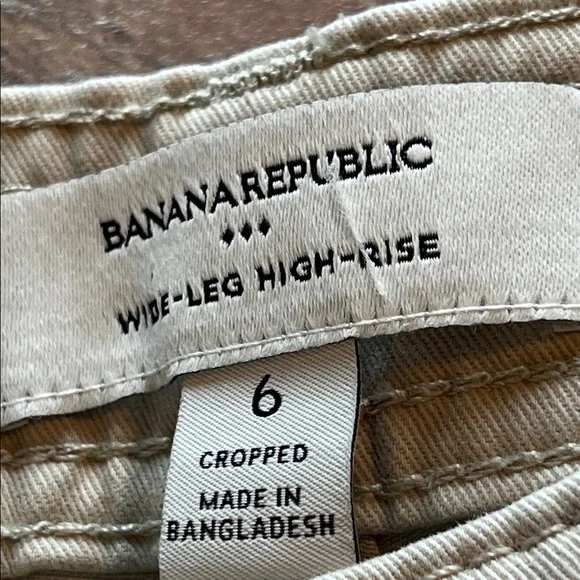 BANANA REPUBLIC
WIDE-LEG HIGH-RISE
6
CROPPED
MADE IN
BANGLADESH